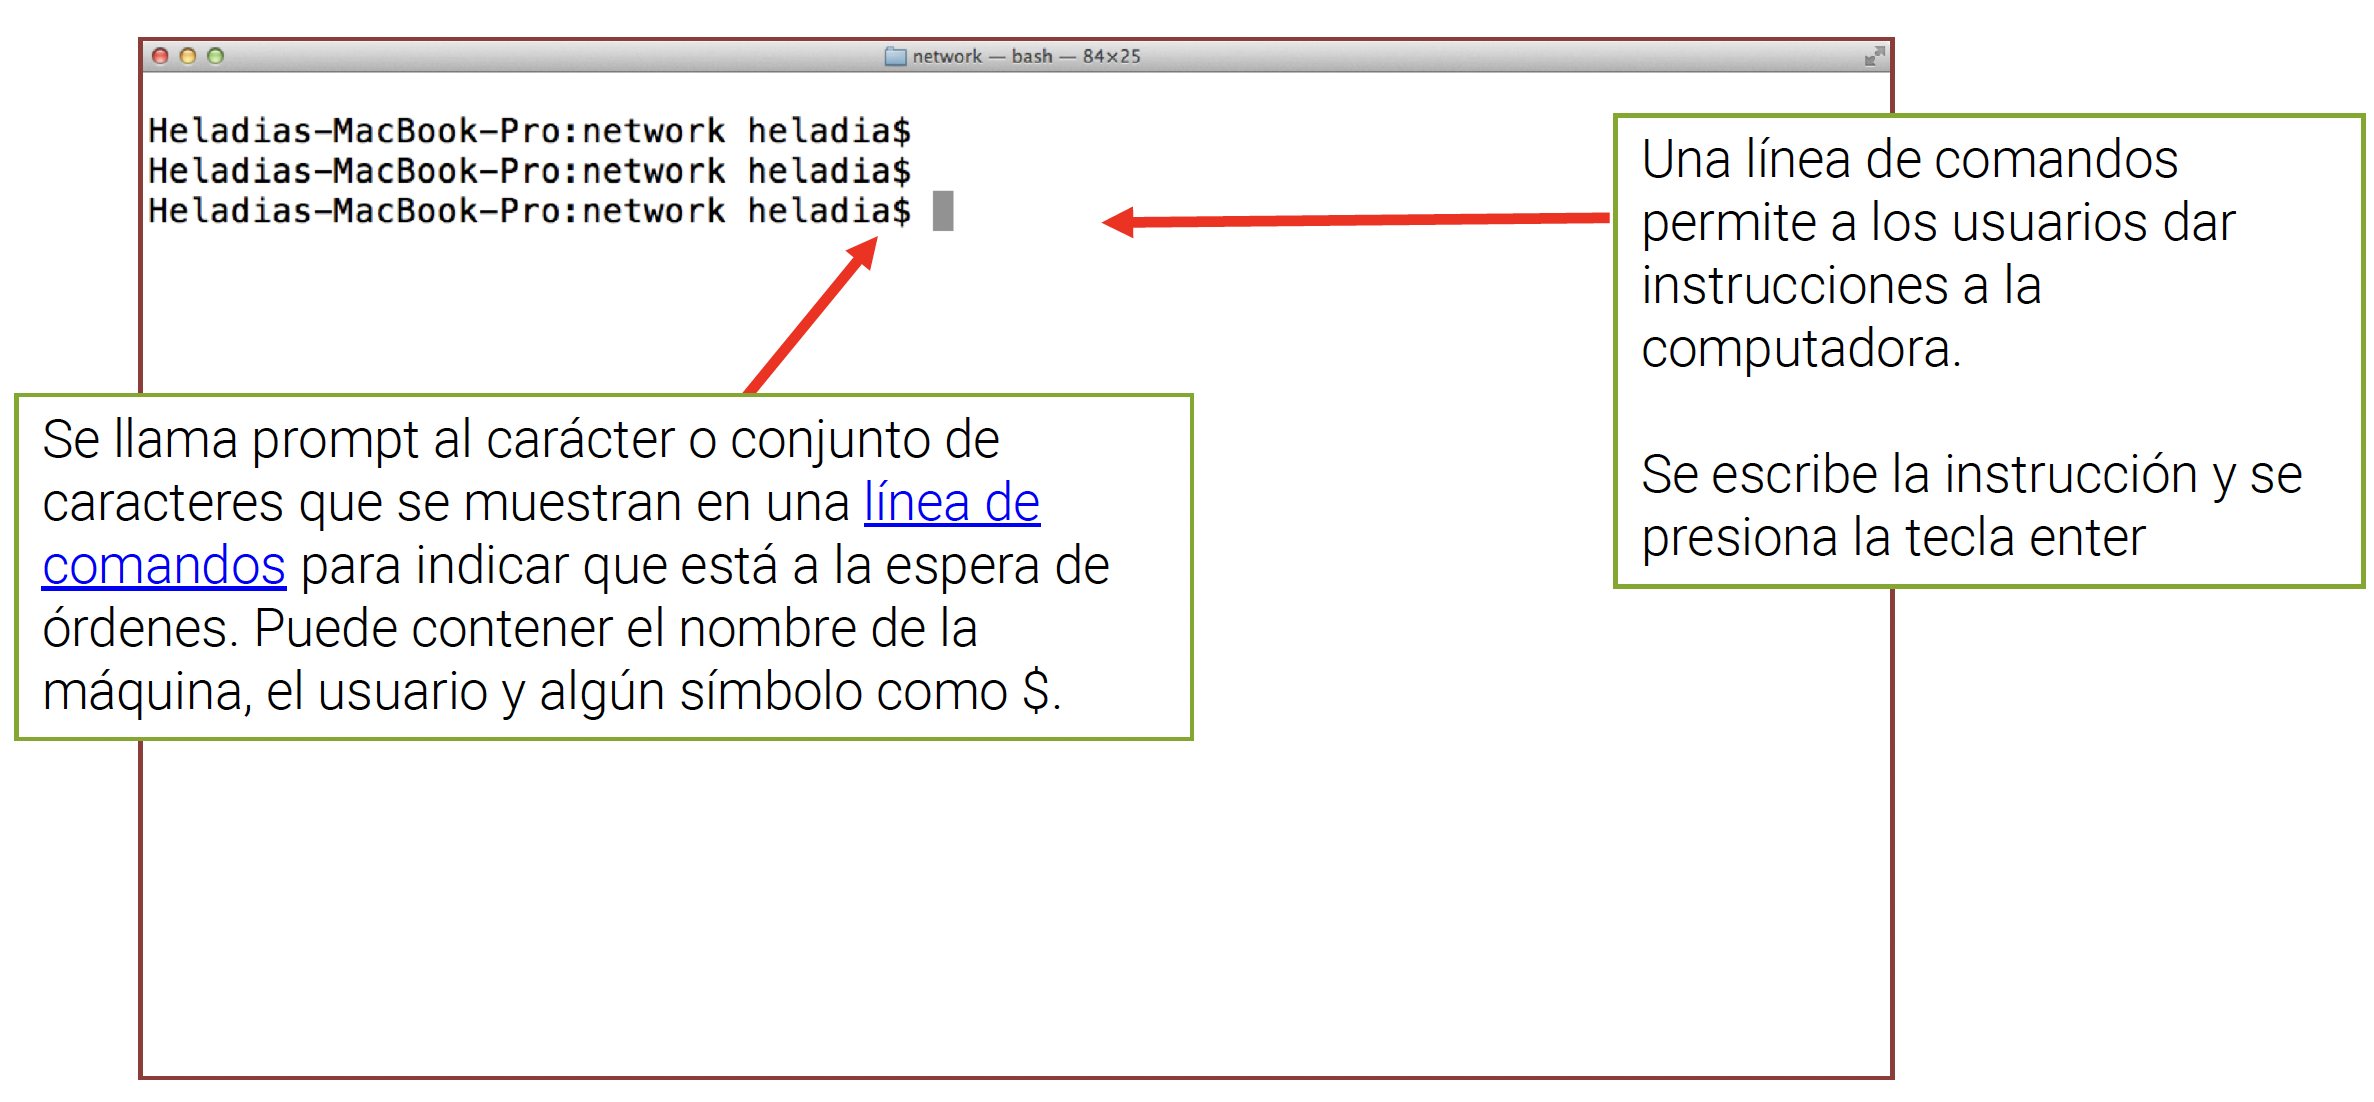 network — bash — 84×25
Heladias-MacBook-Pro:network heladia$
Heladias-MacBook-Pro:network heladia$
Heladias-MacBook-Pro:network heladia$
Una línea de comandos
permite a los usuarios dar
instrucciones a la
computadora.
Se escribe la instrucción y se
presiona la tecla enter
Se llama prompt al carácter o conjunto de
caracteres que se muestran en una línea de
comandos para indicar que está a la espera de
órdenes. Puede contener el nombre de la
máquina, el usuario y algún símbolo como $.